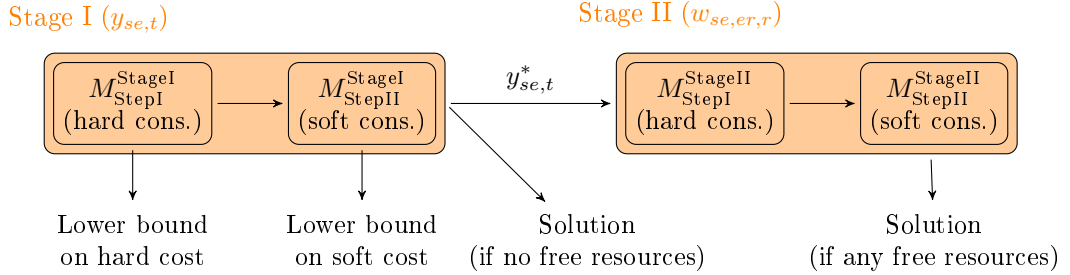 Stage I (y_{se,t})
Stage II (w_{se,er,r})
M^{StageI}_{StepI}
(hard cons.)
M^{StageI}_{StepII}
(soft cons.)
y^*_{se,t}
M^{StageII}_{StepI}
(hard cons.)
M^{StageII}_{StepII}
(soft cons.)
Lower bound
on hard cost
Lower bound
on soft cost
Solution
(if no free resources)
Solution
(if any free resources)